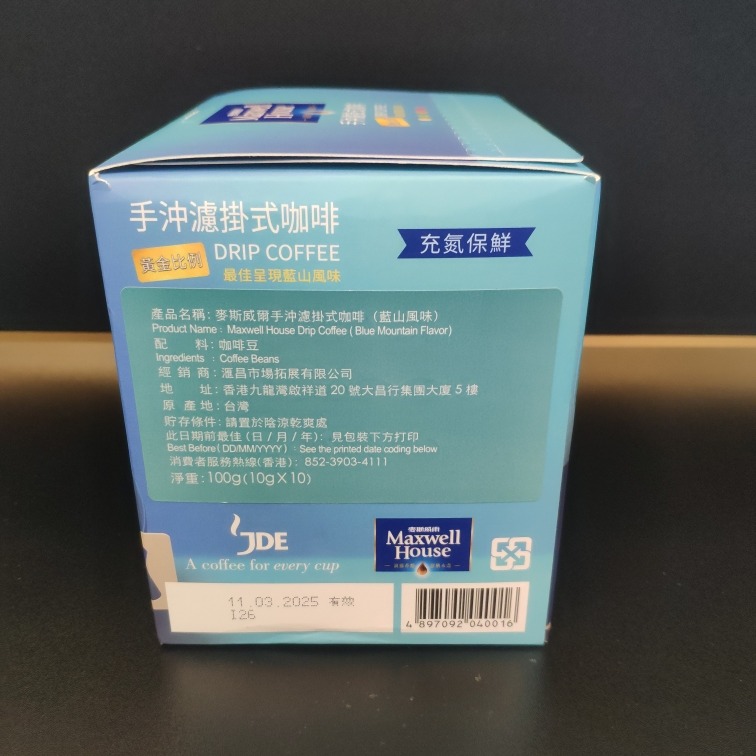 手沖濾掛式咖啡
黃金比例 DRIP COFFEE
最佳呈現藍山風味
充氮保鮮
產品名稱: 麥斯威爾手沖濾掛式咖啡（藍山風味）
Product Name : Maxwell House Drip Coffee ( Blue Mountain Flavor )
配 料: 咖啡豆
Ingredients : Coffee Beans
經 銷 商: 滙昌市場拓展有限公司
地 址: 香港九龍灣啟祥道 20 號大昌行集團大廈 5 樓
原 產 地: 台灣
貯存條件: 請置於陰涼乾爽處
此日期前最佳 (日 / 月 / 年): 見包裝下方打印
Best Before ( DD/MM/YYYY ) : See the printed date coding below
消費者服務熱線(香港): 852-3903-4111
淨重: 100g (10g X 10)
JDE
A coffee for every cup
麥斯威爾
Maxwell
House
11.03.2025 有效
I26
4 897092 040016